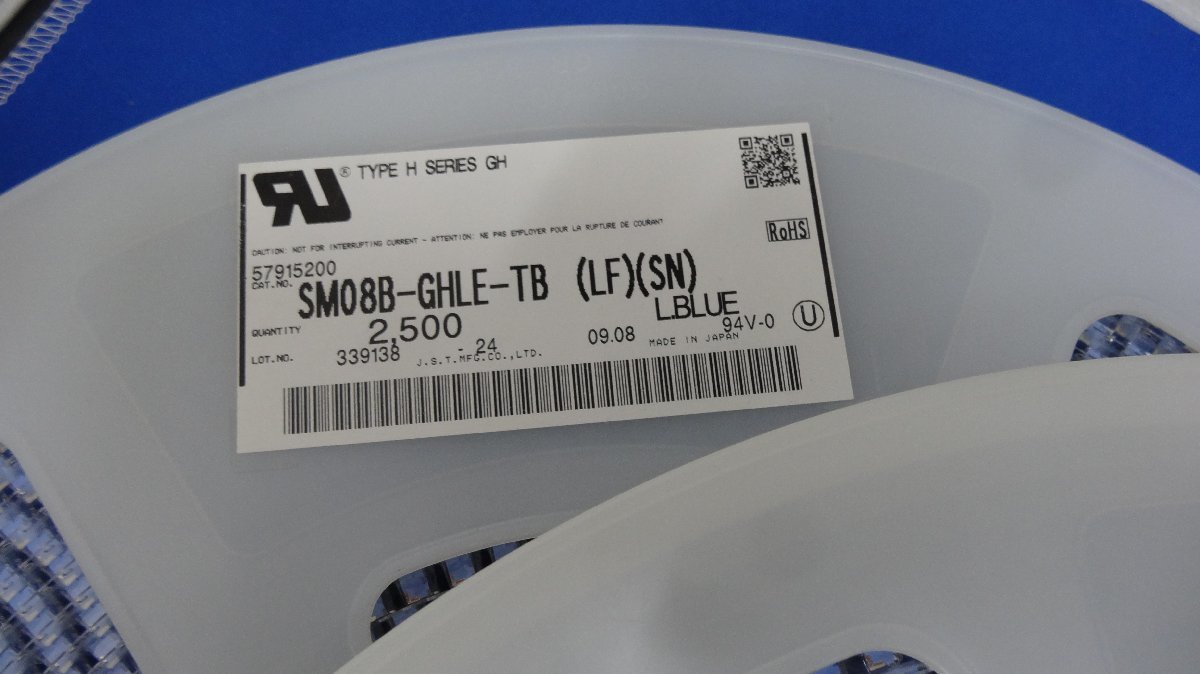 ® TYPE H SERIES GH
CAUTION: NOT FOR INTERRUPTING CURRENT - ATTENTION: NE PAS EMPLOYER POUR LA RUPTURE DE COURANT
RoHS
57915200
CAT.NO. SM08B-GHLE-TB (LF)(SN)
L.BLUE
QUANTITY 2,500
94V-0 U
LOT.NO. 339138 - 24 09.08 MADE IN JAPAN
J.S.T.MFG.CO.,LTD.